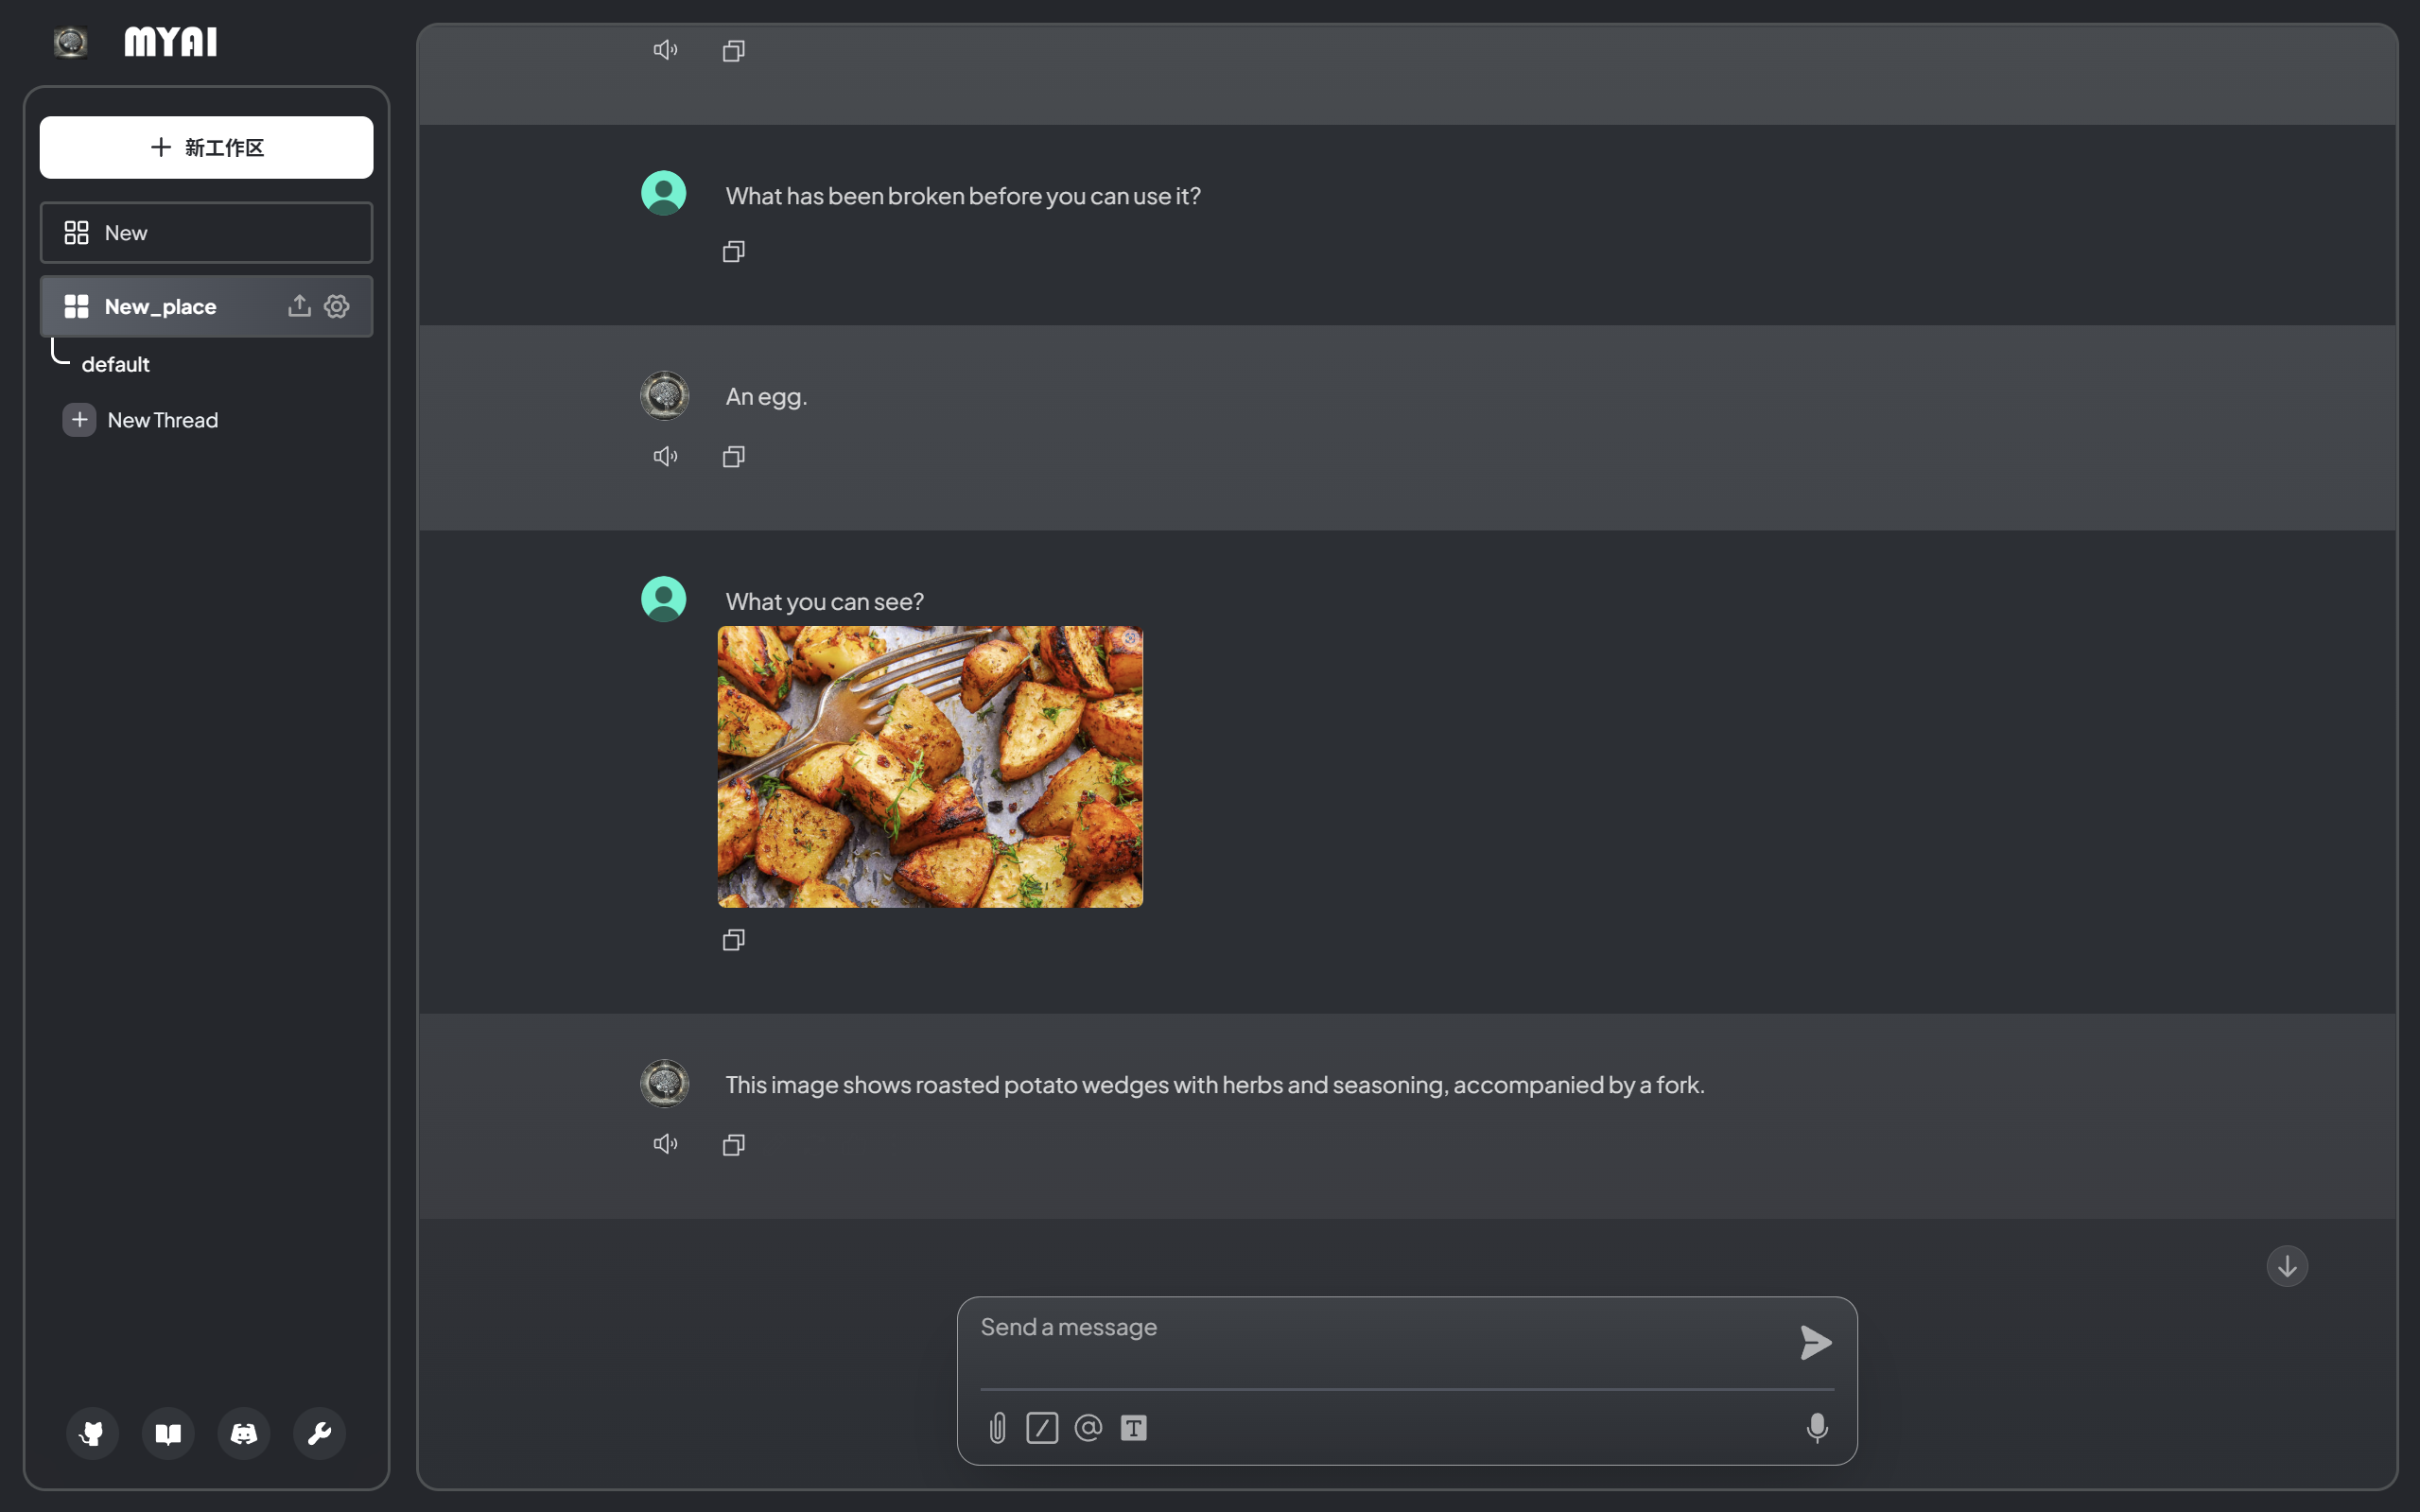 MYAI
新工作区
New
New_place
default
New Thread
What has been broken before you can use it?
An egg.
What you can see?
This image shows roasted potato wedges with herbs and seasoning, accompanied by a fork.
Send a message